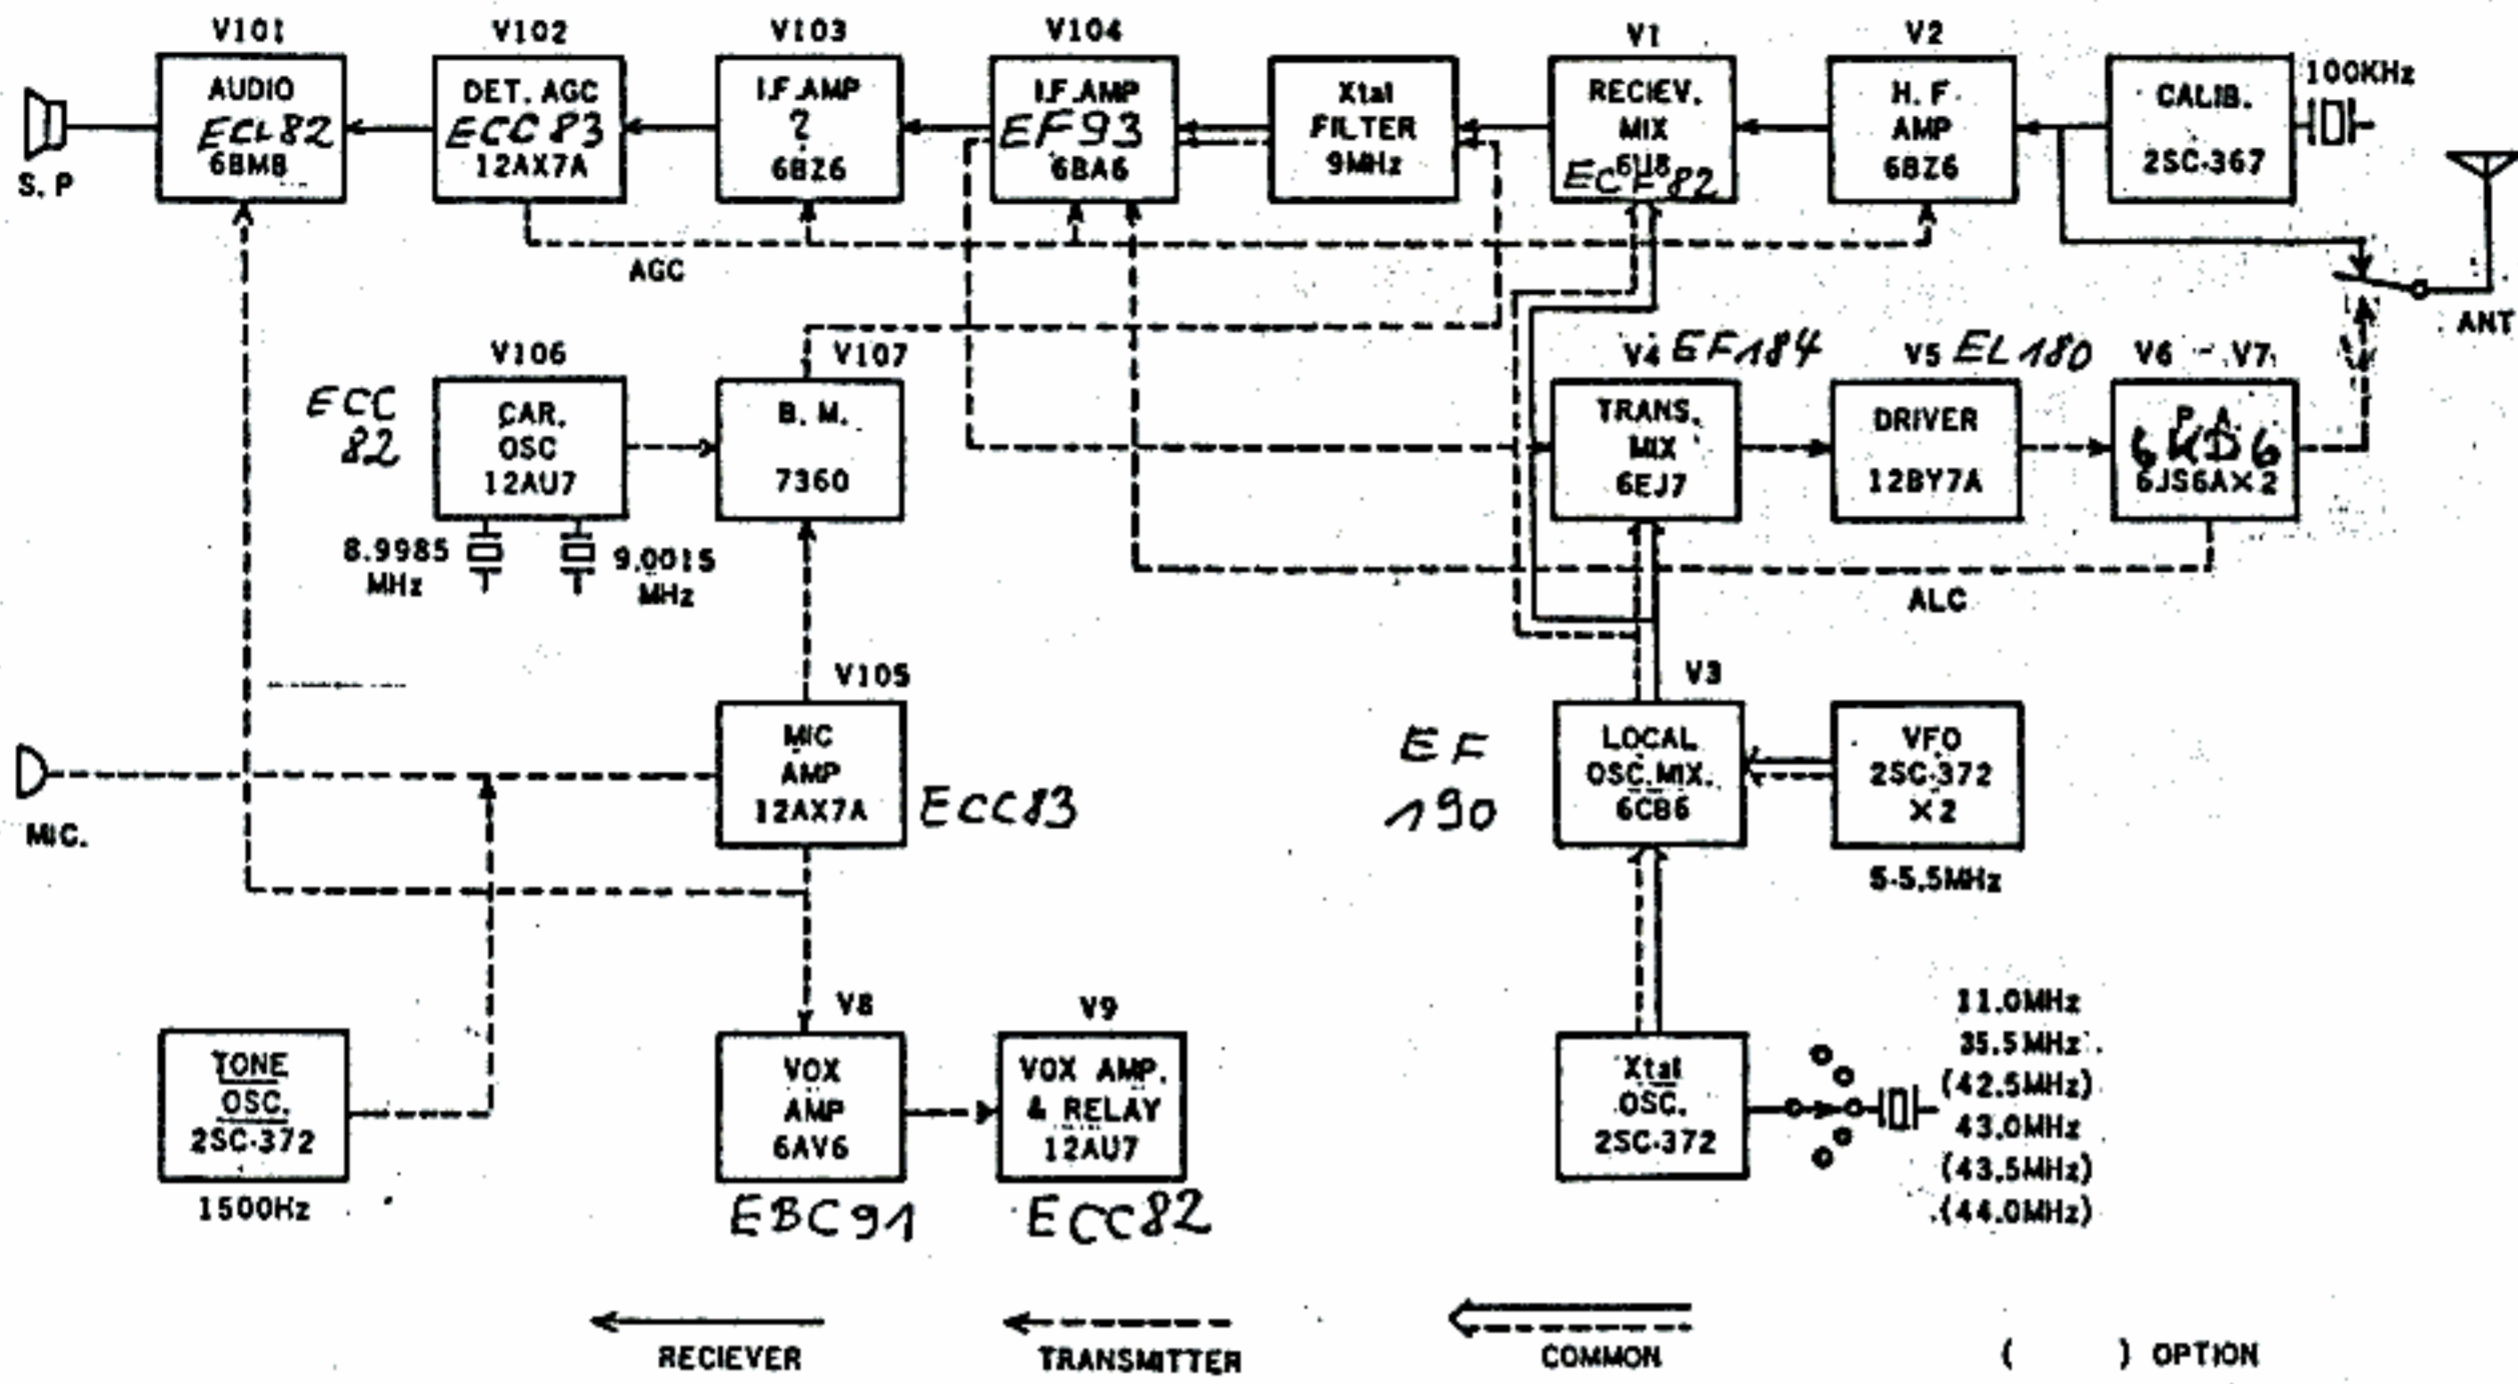 V101
AUDIO
ECL82
6BM8
S. P
V102
DET. AGC
ECC83
12AX7A
V103
I.F.AMP
?
6BZ6
V104
I.F.AMP
EF93
6BA6
Xtal
FILTER
9MHz
V1
RECIEV.
MIX
6U8
ECF82
V2
H. F
AMP
6BZ6
CALIB.
2SC-367
100KHz
AGC
ANT
V106
ECC
82
CAR.
OSC
12AU7
8.9985
MHz
9.0015
MHz
V107
B. M.
7360
V4 EF184
TRANS.
MIX
6EJ7
V5 EL180
DRIVER
12BY7A
V6 - V7
P. A.
6KD6
6JS6A×2
ALC
MIC.
V105
MIC
AMP
12AX7A
ECC83
V3
EF
190
LOCAL
OSC.MIX.
6CB6
VFO
2SC-372
×2
5-5.5MHz
TONE
OSC.
2SC-372
1500Hz
V8
VOX
AMP
6AV6
EBC91
V9
VOX AMP.
& RELAY
12AU7
ECC82
Xtal
OSC.
2SC-372
11.0MHz
35.5MHz
(42.5MHz)
43.0MHz
(43.5MHz)
(44.0MHz)
RECIEVER
TRANSMITTER
COMMON
( ) OPTION